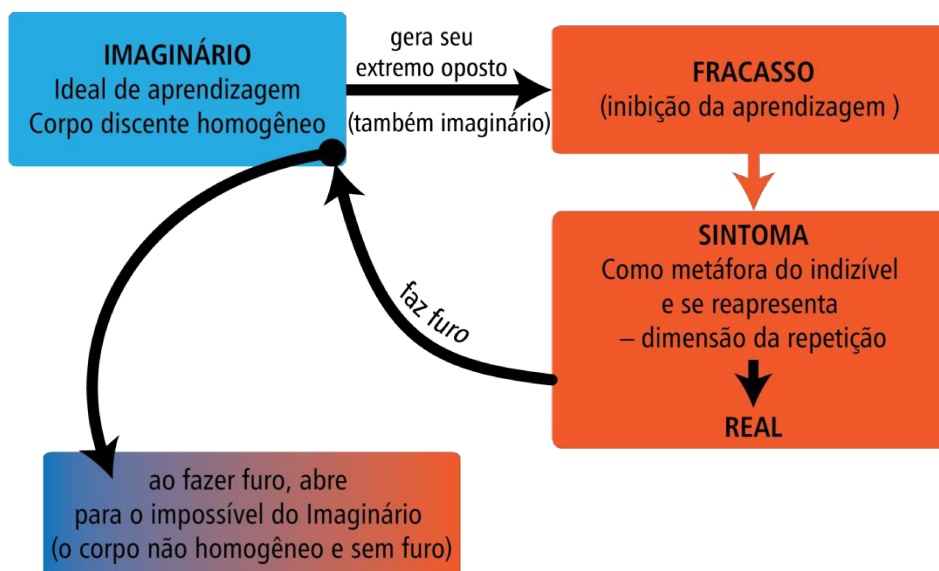 IMAGINÁRIO
Ideal de aprendizagem
Corpo discente homogêneo
gera seu
extremo oposto
(também imaginário)
FRACASSO
(inibição da aprendizagem )
SINTOMA
Como metáfora do indizível
e se reapresenta
– dimensão da repetição
REAL
faz furo
ao fazer furo, abre
para o impossível do Imaginário
(o corpo não homogêneo e sem furo)